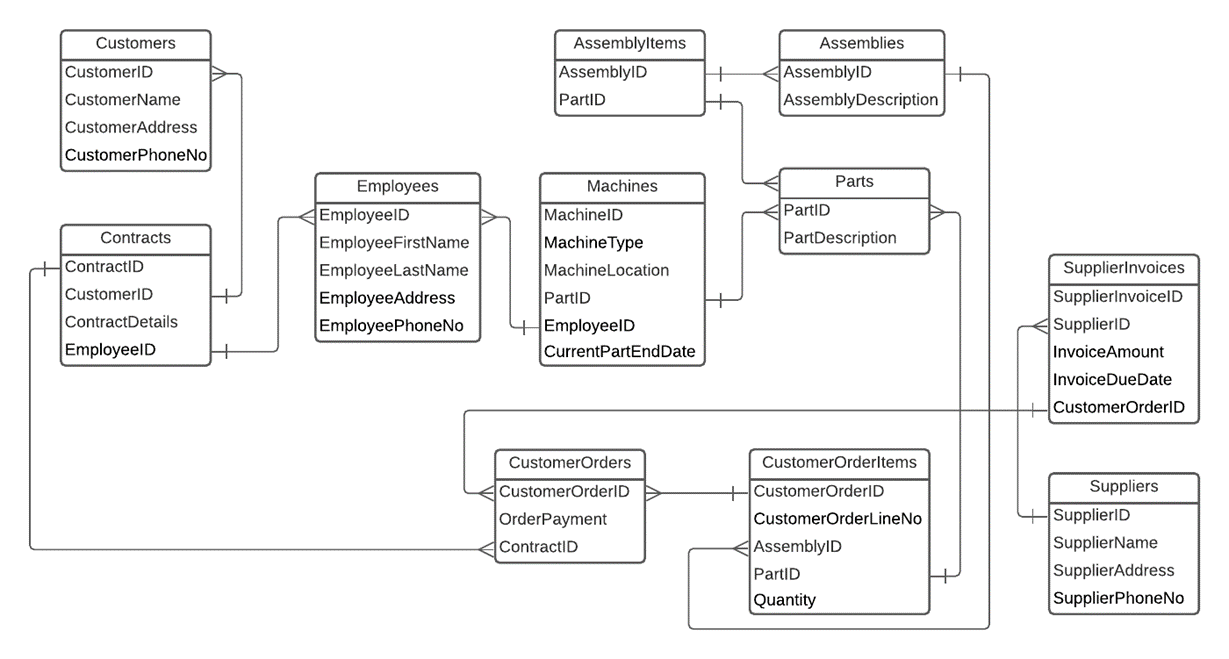 Customers
CustomerID
CustomerName
CustomerAddress
CustomerPhoneNo
Contracts
ContractID
CustomerID
ContractDetails
EmployeeID
Employees
EmployeeID
EmployeeFirstName
EmployeeLastName
EmployeeAddress
EmployeePhoneNo
AssemblyItems
AssemblyID
PartID
Assemblies
AssemblyID
AssemblyDescription
Machines
MachineID
MachineType
MachineLocation
PartID
EmployeeID
CurrentPartEndDate
Parts
PartID
PartDescription
SupplierInvoices
SupplierInvoiceID
SupplierID
InvoiceAmount
InvoiceDueDate
CustomerOrderID
CustomerOrders
CustomerOrderID
OrderPayment
ContractID
CustomerOrderItems
CustomerOrderID
CustomerOrderLineNo
AssemblyID
PartID
Quantity
Suppliers
SupplierID
SupplierName
SupplierAddress
SupplierPhoneNo